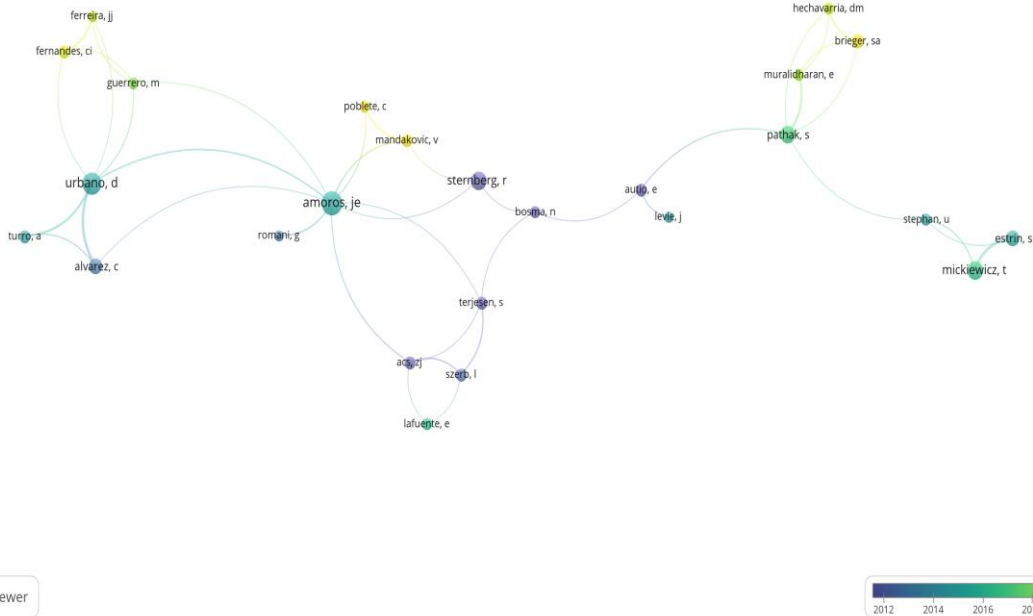 hechavarria, dm
ferreira, jj
brieger, sa
fernandes, ci
muralidharan, e
guerrero, m
poblete, c
pathak, s
mandakovic, v
sternberg, r
urbano, d
autio, e
amoros, je
bosma, n
levie, j
stephan, u
turro, a
romani, g
estrin, s
alvarez, c
mickiewicz, t
terjesen, s
acs, zj
szerb, l
lafuente, e
ewer
2012 2014 2016 20